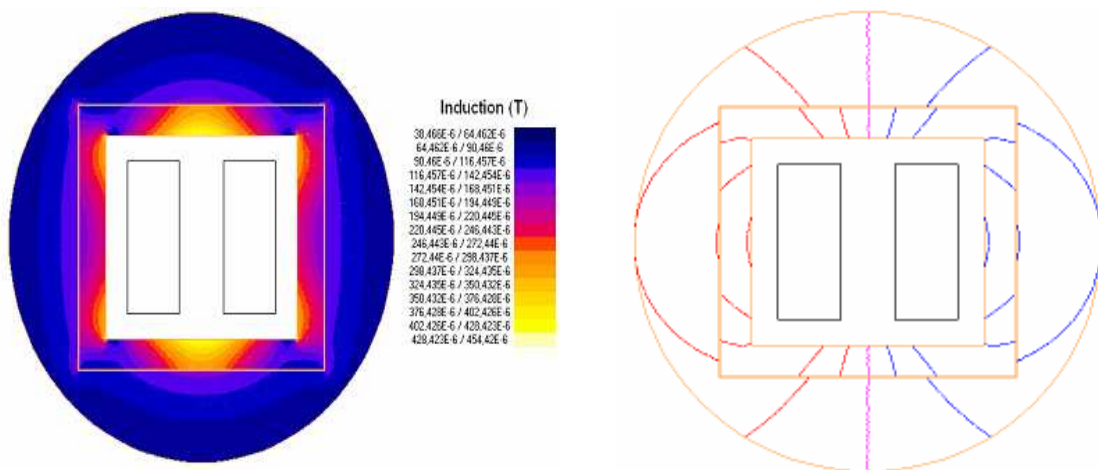 Induction (T)
38,466E-6 / 64,462E-6
64,462E-6 / 90,46E-6
90,46E-6 / 116,457E-6
116,457E-6 / 142,454E-6
142,454E-6 / 168,451E-6
168,451E-6 / 194,449E-6
194,449E-6 / 220,445E-6
220,445E-6 / 246,443E-6
246,443E-6 / 272,44E-6
272,44E-6 / 298,437E-6
298,437E-6 / 324,435E-6
324,435E-6 / 350,432E-6
350,432E-6 / 376,428E-6
376,428E-6 / 402,426E-6
402,426E-6 / 428,423E-6
428,423E-6 / 454,42E-6